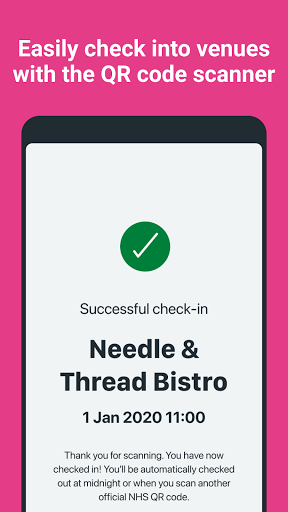 Easily check into venues
with the QR code scanner
Successful check-in
Needle &
Thread Bistro
1 Jan 2020 11:00
Thank you for scanning. You have now
checked in! You'll be automatically checked
out at midnight or when you scan another
official NHS QR code.